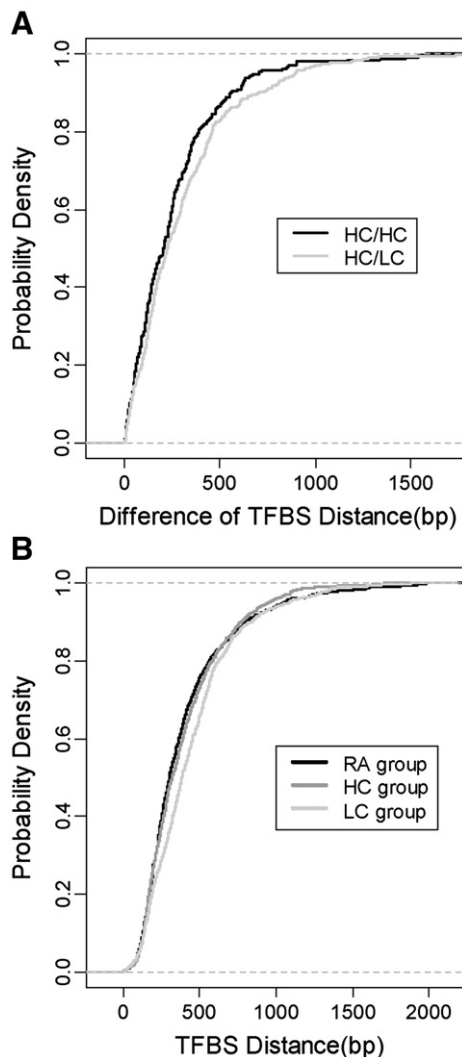 A
Probability Density
1.0
0.8
0.6
0.4
0.2
0.0
HC/HC
HC/LC
0 500 1000 1500
Difference of TFBS Distance(bp)
B
Probability Density
1.0
0.8
0.6
0.4
0.2
0.0
RA group
HC group
LC group
0 500 1000 1500 2000
TFBS Distance(bp)